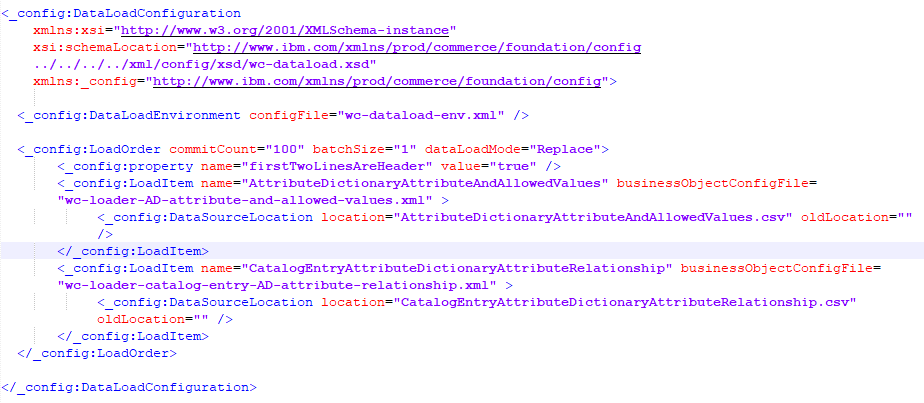 <_config:DataLoadConfiguration
xmlns:xsi="http://www.w3.org/2001/XMLSchema-instance"
xsi:schemaLocation="http://www.ibm.com/xmlns/prod/commerce/foundation/config
../../../../xml/config/xsd/wc-dataload.xsd"
xmlns:_config="http://www.ibm.com/xmlns/prod/commerce/foundation/config">
<_config:DataLoadEnvironment configFile="wc-dataload-env.xml" />
<_config:LoadOrder commitCount="100" batchSize="1" dataLoadMode="Replace">
<_config:property name="firstTwoLinesAreHeader" value="true" />
<_config:LoadItem name="AttributeDictionaryAttributeAndAllowedValues" businessObjectConfigFile=
"wc-loader-AD-attribute-and-allowed-values.xml" >
<_config:DataSourceLocation location="AttributeDictionaryAttributeAndAllowedValues.csv" oldLocation=""
/>
</_config:LoadItem>
<_config:LoadItem name="CatalogEntryAttributeDictionaryAttributeRelationship" businessObjectConfigFile=
"wc-loader-catalog-entry-AD-attribute-relationship.xml" >
<_config:DataSourceLocation location="CatalogEntryAttributeDictionaryAttributeRelationship.csv"
oldLocation="" />
</_config:LoadItem>
</_config:LoadOrder>
</_config:DataLoadConfiguration>